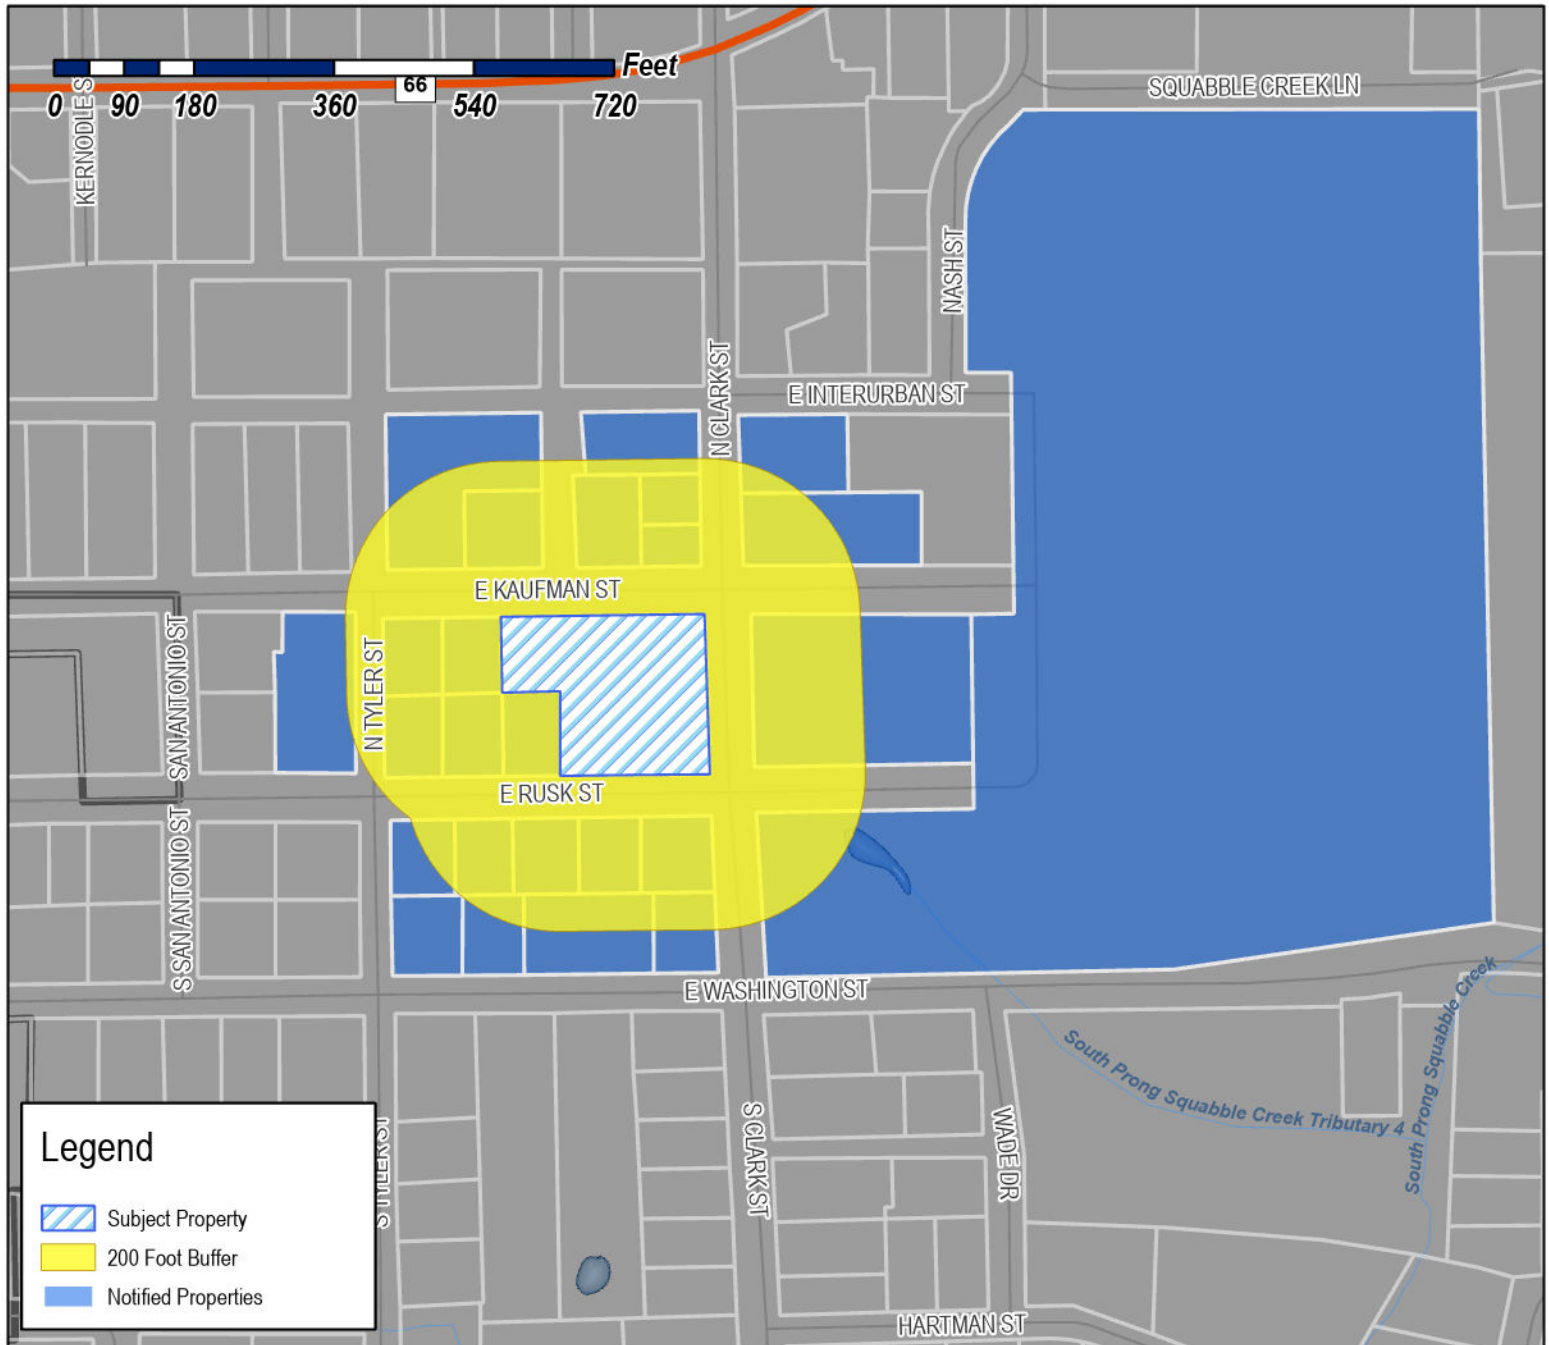 Feet
66
0 90 180 360 540 720
KERNODLE S
SQUABBLE CREEK LN
NASH ST
N CLARK ST
E INTERURBAN ST
E KAUFMAN ST
SAN ANTONIO ST
N TYLER ST
E RUSK ST
S SAN ANTONIO ST
E WASHINGTON ST
South Prong Squabble Creek
South Prong Squabble Creek Tributary 4
S CLARK ST
WADE DR
S TYLER ST
HARTMAN ST
Legend
Subject Property
200 Foot Buffer
Notified Properties